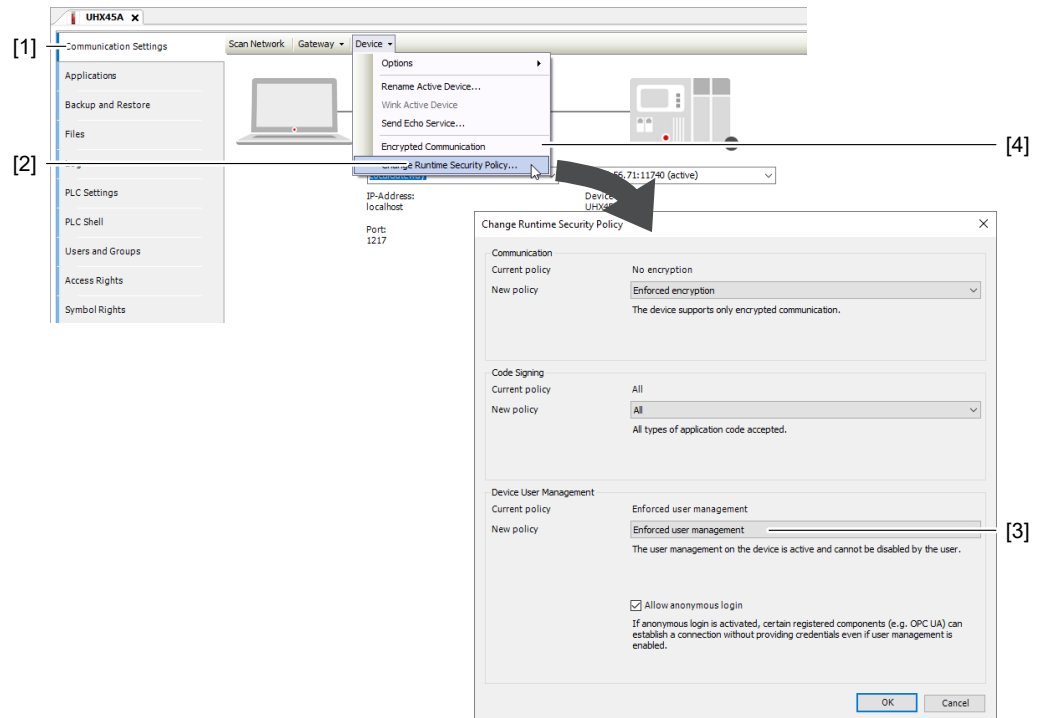 UHX45A
[1]
Communication Settings
Scan Network Gateway Device
Applications
Backup and Restore
Files
[2]
PLC Settings
PLC Shell
Users and Groups
Access Rights
Symbol Rights
Options
Rename Active Device...
Wink Active Device
Send Echo Service...
Encrypted Communication
[4]
Change Runtime Security Policy...
.71:11740 (active)
IP-Address:
localhost
Port:
1217
UHX45
Change Runtime Security Policy
Communication
Current policy No encryption
New policy Enforced encryption
The device supports only encrypted communication.
Code Signing
Current policy All
New policy All
All types of application code accepted.
Device User Management
Current policy Enforced user management
New policy Enforced user management
[3]
The user management on the device is active and cannot be disabled by the user.
Allow anonymous login
If anonymous login is activated, certain registered components (e.g. OPC UA) can
establish a connection without providing credentials even if user management is
enabled.
OK Cancel